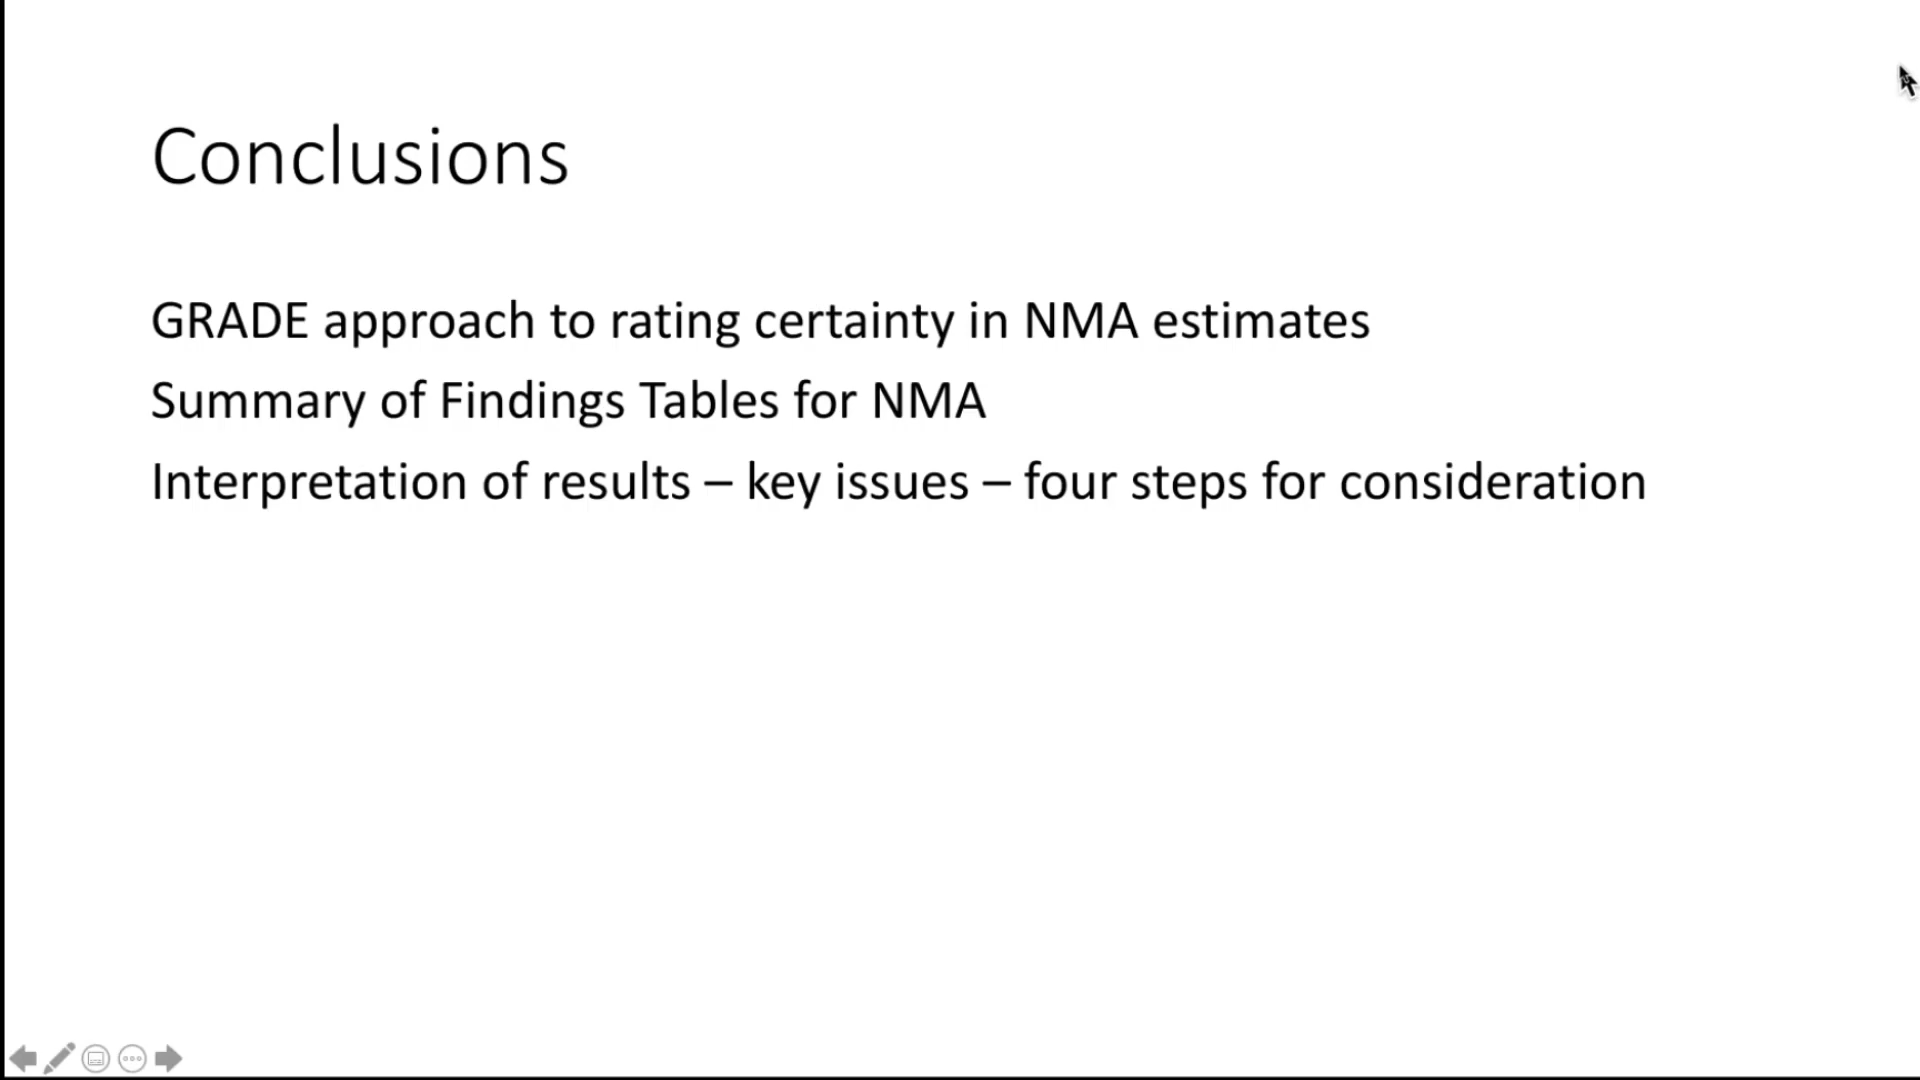 Conclusions
GRADE approach to rating certainty in NMA estimates
Summary of Findings Tables for NMA
Interpretation of results – key issues – four steps for consideration